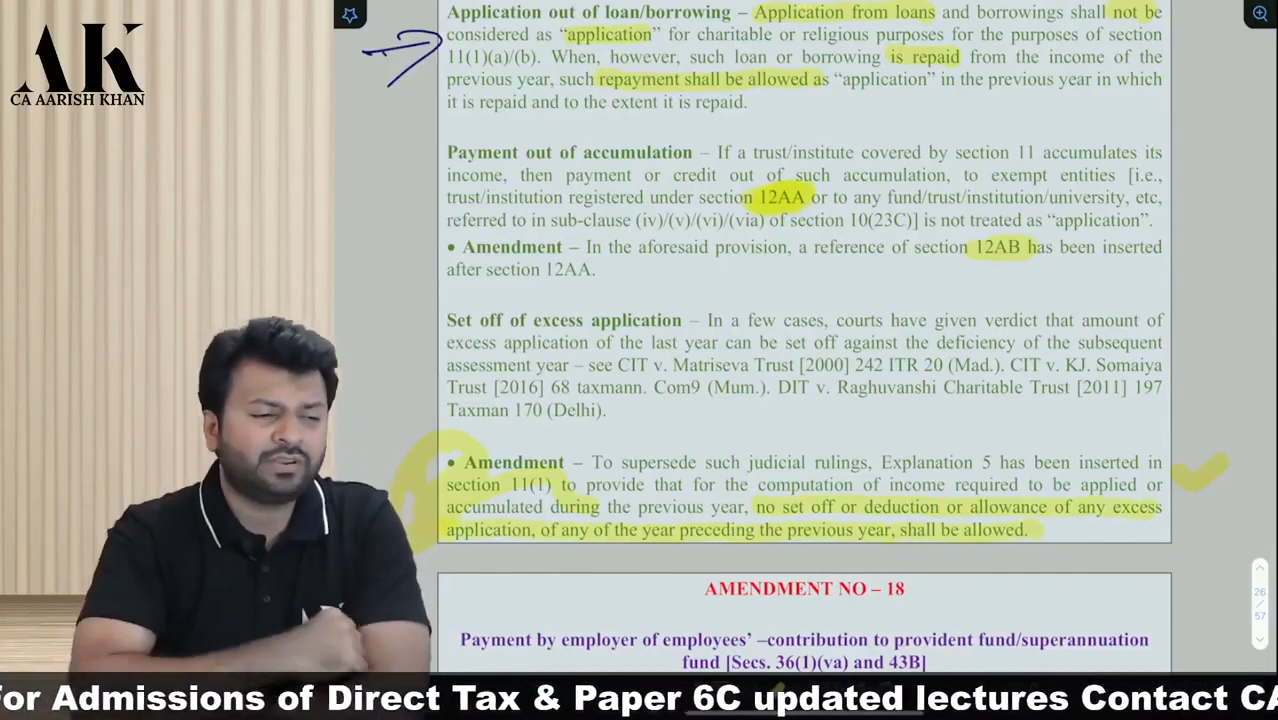 AK
CA AARISH KHAN
Application out of loan/borrowing – Application from loans and borrowings shall not be
considered as “application” for charitable or religious purposes for the purposes of section
11(1)(a)/(b). When, however, such loan or borrowing is repaid from the income of the
previous year, such repayment shall be allowed as “application” in the previous year in which
it is repaid and to the extent it is repaid.
Payment out of accumulation – If a trust/institute covered by section 11 accumulates its
income, then payment or credit out of such accumulation, to exempt entities [i.e.,
trust/institution registered under section 12AA or to any fund/trust/institution/university, etc,
referred to in sub-clause (iv)/(v)/(vi)/(via) of section 10(23C)] is not treated as “application”.
• Amendment – In the aforesaid provision, a reference of section 12AB has been inserted
after section 12AA.
Set off of excess application – In a few cases, courts have given verdict that amount of
excess application of the last year can be set off against the deficiency of the subsequent
assessment year – see CIT v. Matriseva Trust [2000] 242 ITR 20 (Mad.). CIT v. KJ. Somaiya
Trust [2016] 68 taxmann. Com9 (Mum.). DIT v. Raghuvanshi Charitable Trust [2011] 197
Taxman 170 (Delhi).
• Amendment – To supersede such judicial rulings, Explanation 5 has been inserted in
section 11(1) to provide that for the computation of income required to be applied or
accumulated during the previous year, no set off or deduction or allowance of any excess
application, of any of the year preceding the previous year, shall be allowed.
AMENDMENT NO – 18
Payment by employer of employees’ –contribution to provident fund/superannuation
fund [Secs. 36(1)(va) and 43B]
26
/
57
For Admissions of Direct Tax & Paper 6C updated lectures Contact CA